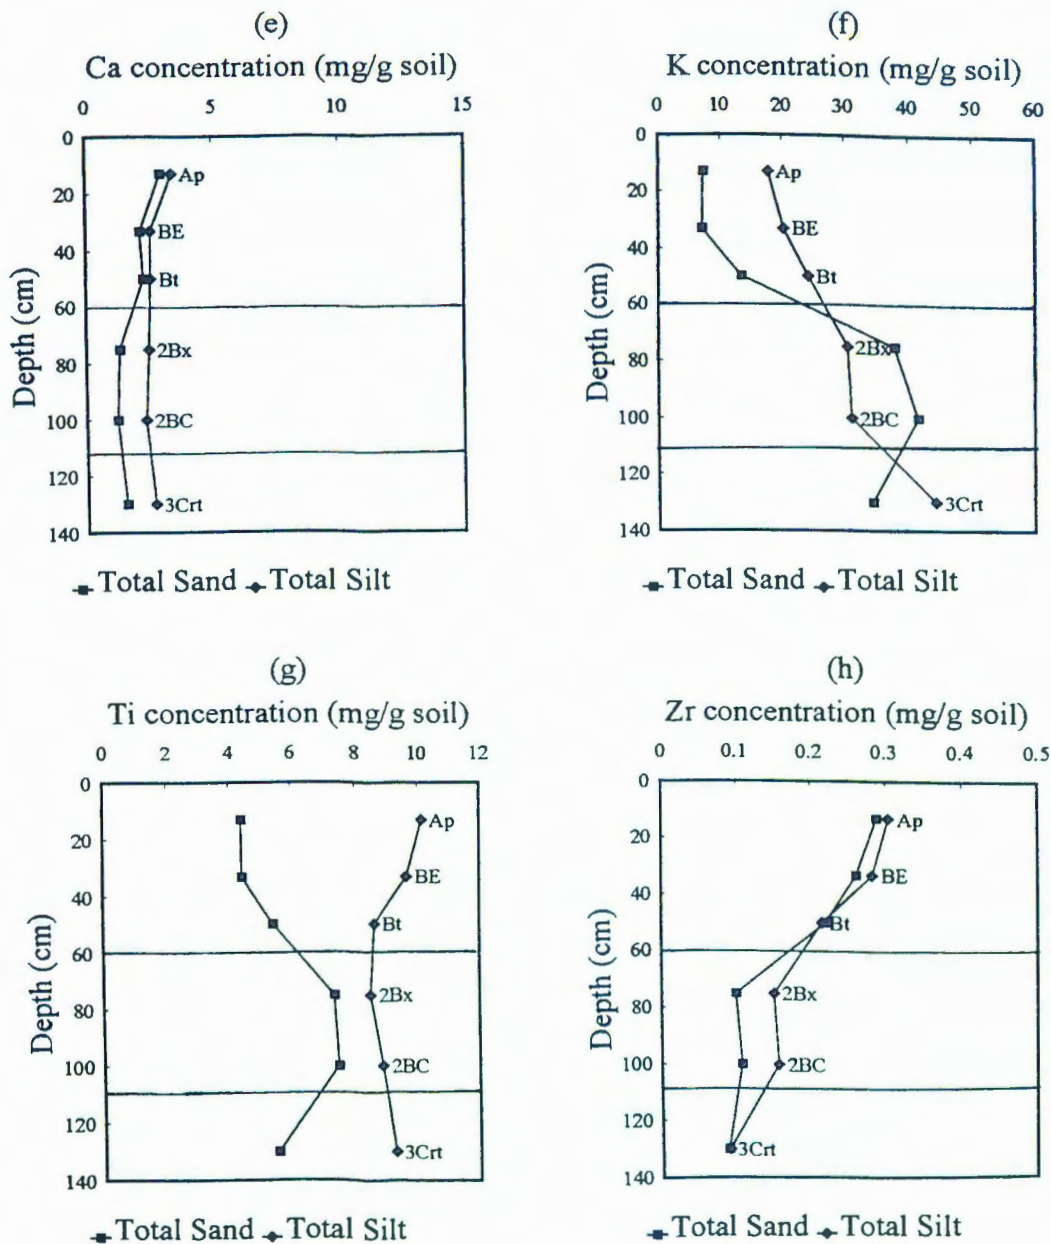 (e)
Ca concentration (mg/g soil)
0 5 10 15
0
20
40
60
80
100
120
140
Depth (cm)
Ap
BE
Bt
2Bx
2BC
3Crt
Total Sand Total Silt
(f)
K concentration (mg/g soil)
0 10 20 30 40 50 60
0
20
40
60
80
100
120
140
Depth (cm)
Ap
BE
Bt
2Bx
2BC
3Crt
Total Sand Total Silt
(g)
Ti concentration (mg/g soil)
0 2 4 6 8 10 12
0
20
40
60
80
100
120
140
Depth (cm)
Ap
BE
Bt
2Bx
2BC
3Crt
Total Sand Total Silt
(h)
Zr concentration (mg/g soil)
0 0.1 0.2 0.3 0.4 0.5
0
20
40
60
80
100
120
140
Depth (cm)
Ap
BE
Bt
2Bx
2BC
3Crt
Total Sand Total Silt